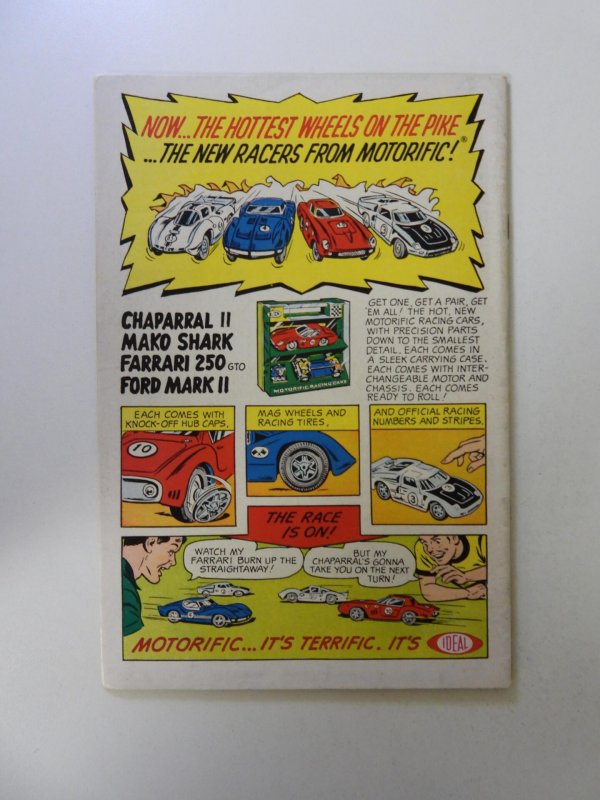 NOW... THE HOTTEST WHEELS ON THE PIKE
... THE NEW RACERS FROM MOTORIFIC!®
CHAPARRAL II
MAKO SHARK
FARRARI 250 GTO
FORD MARK II
MOTORIFIC RACING CARS
GET ONE, GET A PAIR, GET
'EM ALL! THE HOT, NEW
MOTORIFIC RACING CARS,
WITH PRECISION PARTS
DOWN TO THE SMALLEST
DETAIL. EACH COMES IN
A SLEEK CARRYING CASE.
EACH COMES WITH INTER-
CHANGEABLE MOTOR AND
CHASSIS. EACH COMES
READY TO ROLL!
EACH COMES WITH
KNOCK-OFF HUB CAPS,
10
MAG WHEELS AND
RACING TIRES,
AND OFFICIAL RACING
NUMBERS AND STRIPES.
3
THE RACE
IS ON!
WATCH MY
FARRARI BURN UP THE
STRAIGHTAWAY!
BUT MY
CHAPARRAL'S GONNA
TAKE YOU ON THE NEXT
TURN!
MOTORIFIC... IT'S TERRIFIC. IT'S IDEAL